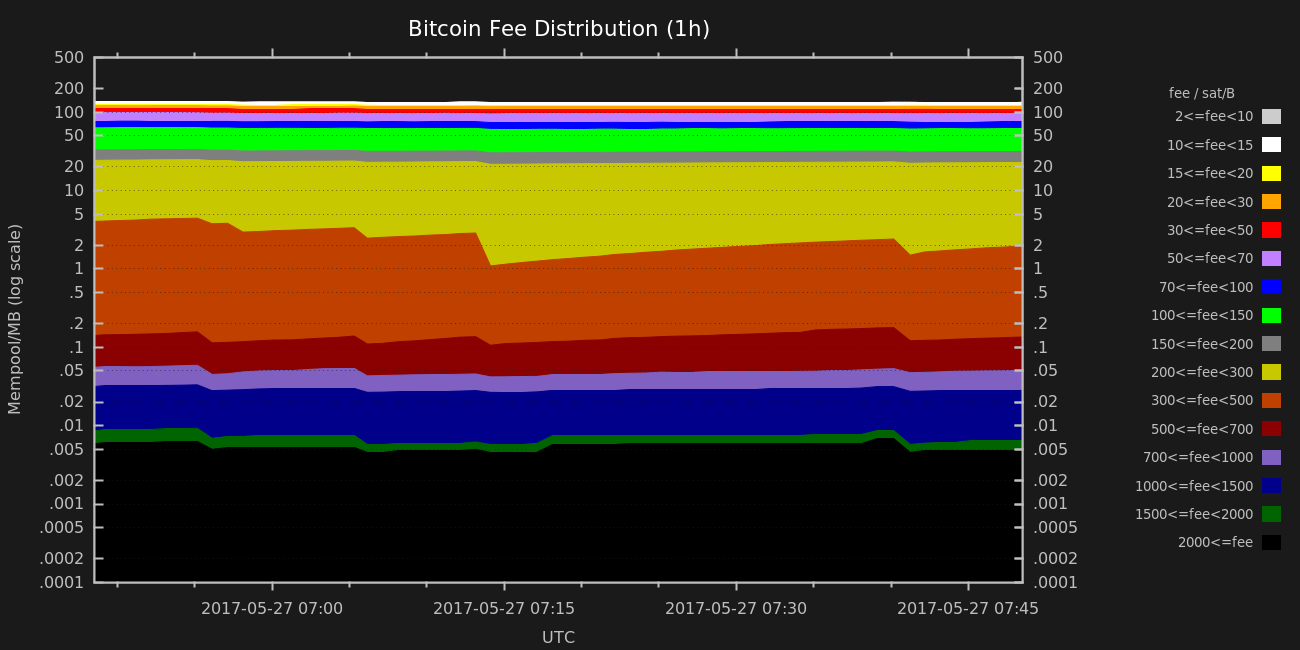 Bitcoin Fee Distribution (1h)
500
200
100
50
20
10
5
2
1
.5
.2
.1
.05
.02
.01
.005
.002
.001
.0005
.0002
.0001
Mempool/MB (log scale)
500
200
100
50
20
10
5
2
1
.5
.2
.1
.05
.02
.01
.005
.002
.001
.0005
.0002
.0001
2017-05-27 07:00
2017-05-27 07:15
2017-05-27 07:30
2017-05-27 07:45
UTC
fee / sat/B
2<=fee<10
10<=fee<15
15<=fee<20
20<=fee<30
30<=fee<50
50<=fee<70
70<=fee<100
100<=fee<150
150<=fee<200
200<=fee<300
300<=fee<500
500<=fee<700
700<=fee<1000
1000<=fee<1500
1500<=fee<2000
2000<=fee